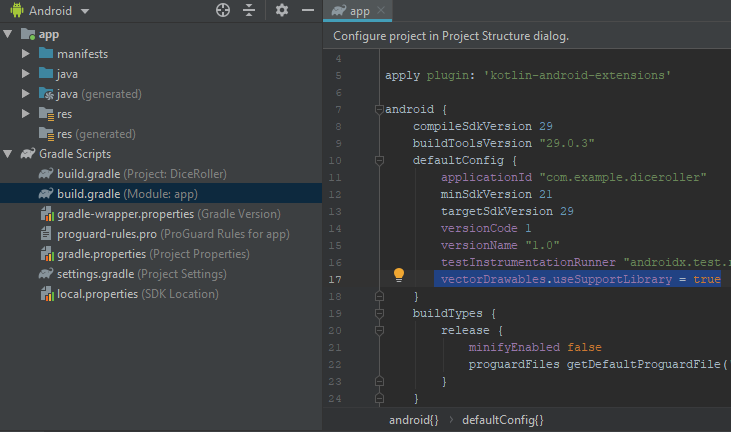 Android
app
manifests
java
java (generated)
res
res (generated)
Gradle Scripts
build.gradle (Project: DiceRoller)
build.gradle (Module: app)
gradle-wrapper.properties (Gradle Version)
proguard-rules.pro (ProGuard Rules for app)
gradle.properties (Project Properties)
settings.gradle (Project Settings)
local.properties (SDK Location)
app
Configure project in Project Structure dialog.
4
5 apply plugin: 'kotlin-android-extensions'
6
7 android {
8 compileSdkVersion 29
9 buildToolsVersion "29.0.3"
10 defaultConfig {
11 applicationId "com.example.diceroller"
12 minSdkVersion 21
13 targetSdkVersion 29
14 versionCode 1
15 versionName "1.0"
16 testInstrumentationRunner "androidx.test.
17 vectorDrawables.useSupportLibrary = true
18 }
19 buildTypes {
20 release {
21 minifyEnabled false
22 proguardFiles getDefaultProguardFile('
23 }
24 }
android{} › defaultConfig{}